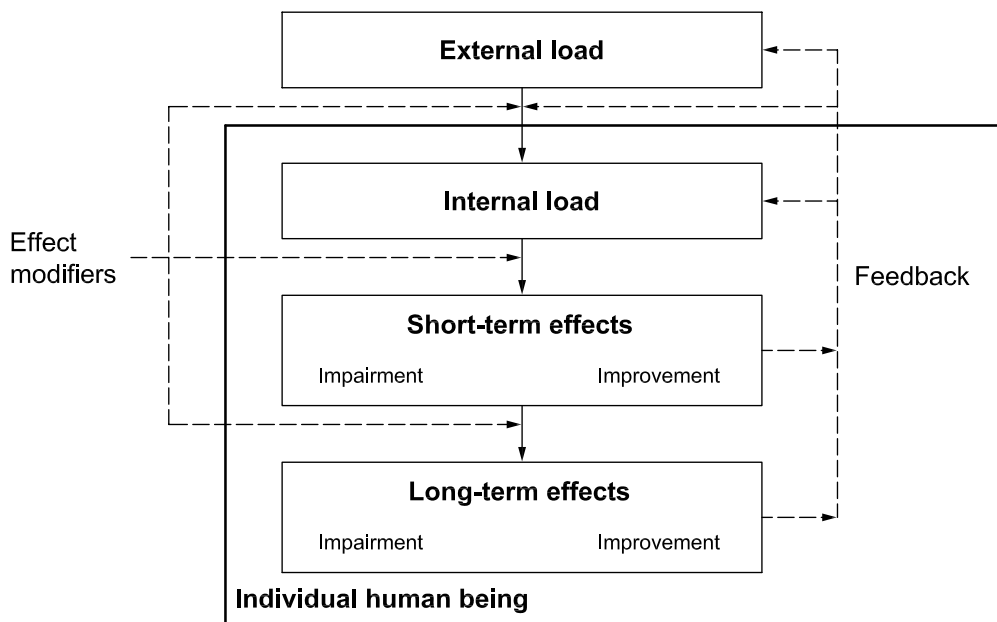 External load
Internal load
Effect
modifiers
Feedback
Short-term effects
Impairment Improvement
Long-term effects
Impairment Improvement
Individual human being